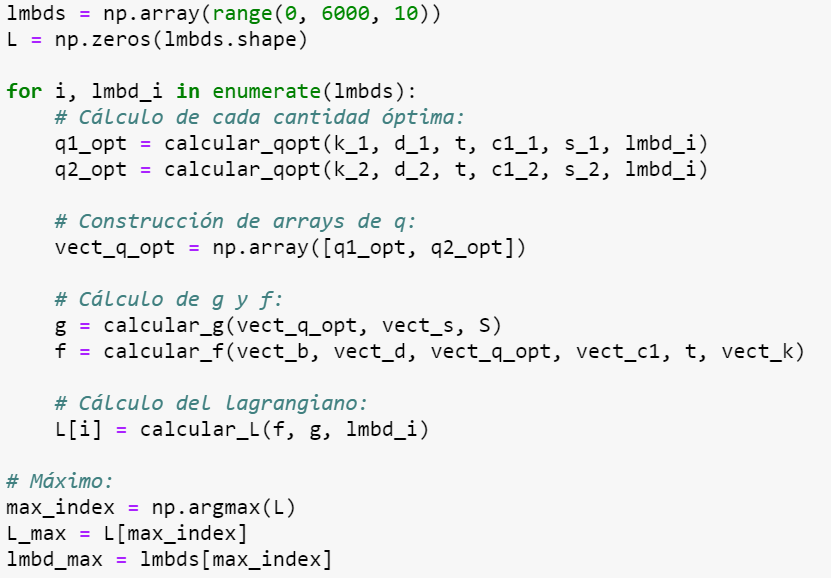 lmbds = np.array(range(0, 6000, 10))
L = np.zeros(lmbds.shape)
for i, lmbd_i in enumerate(lmbds):
# Cálculo de cada cantidad óptima:
q1_opt = calcular_qopt(k_1, d_1, t, c1_1, s_1, lmbd_i)
q2_opt = calcular_qopt(k_2, d_2, t, c1_2, s_2, lmbd_i)
# Construcción de arrays de q:
vect_q_opt = np.array([q1_opt, q2_opt])
# Cálculo de g y f:
g = calcular_g(vect_q_opt, vect_s, S)
f = calcular_f(vect_b, vect_d, vect_q_opt, vect_c1, t, vect_k)
# Cálculo del lagrangiano:
L[i] = calcular_L(f, g, lmbd_i)
# Máximo:
max_index = np.argmax(L)
L_max = L[max_index]
lmbd_max = lmbds[max_index]